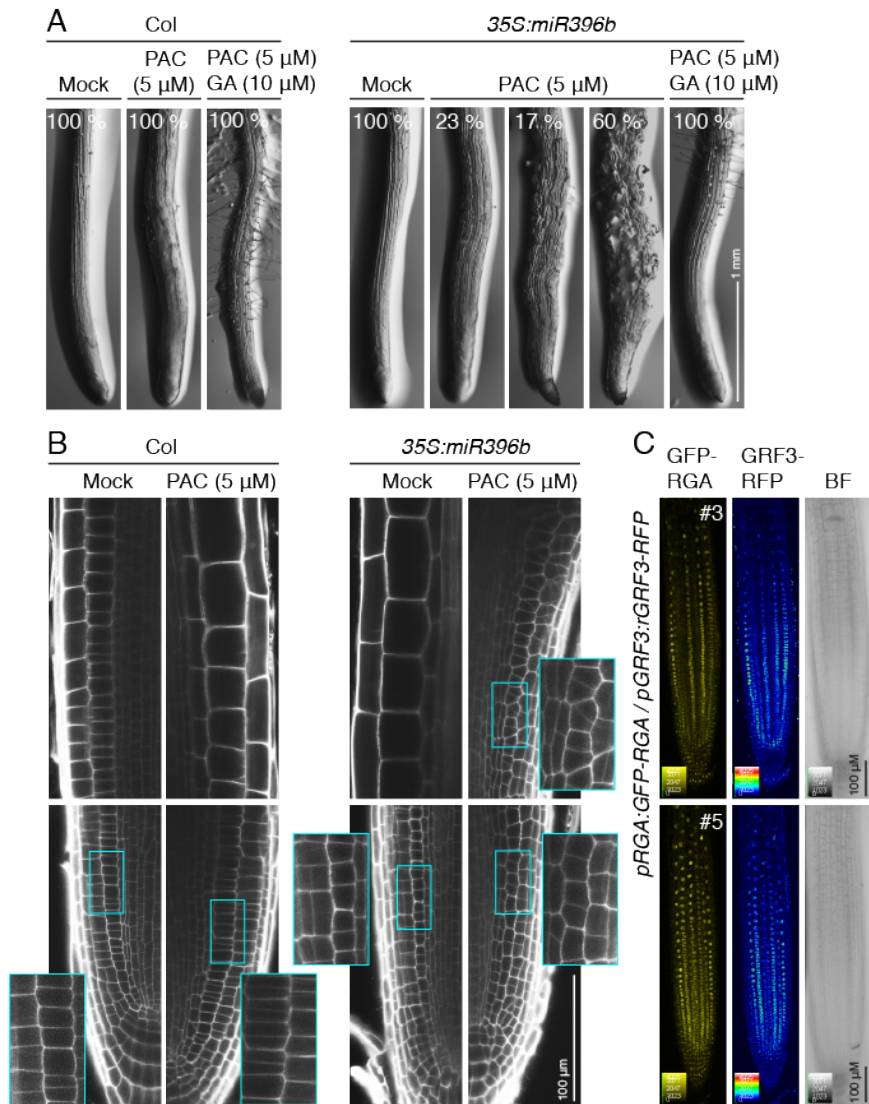 A
Col
35S:miR396b
Mock
PAC (5 µM)
PAC (5 µM) GA (10 µM)
Mock
PAC (5 µM)
PAC (5 µM) GA (10 µM)
100 %
100 %
100 %
100 %
23 %
17 %
60 %
100 %
1 mm
B
Col
35S:miR396b
Mock
PAC (5 µM)
Mock
PAC (5 µM)
100 µm
C
GFP-RGA
GRF3-RFP
BF
pRGA:GFP-RGA / pGRF3:rGRF3-RFP
#3
100 µM
#5
100 µM